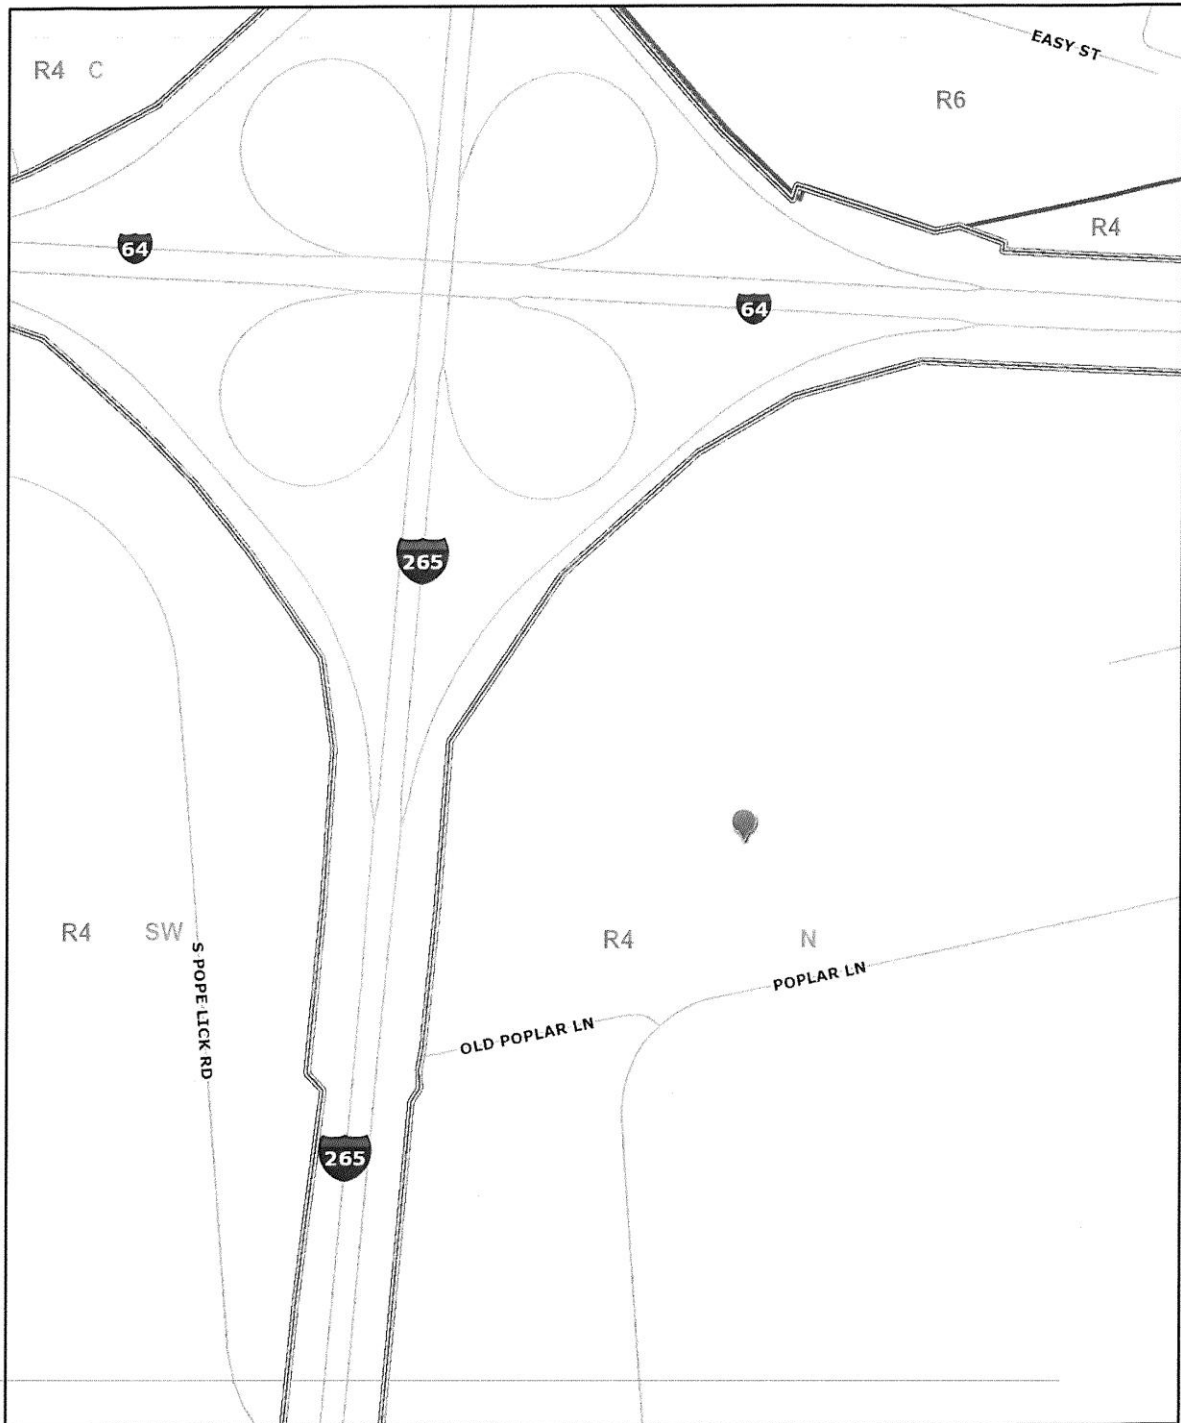 EASY ST
R4 C
R6
R4
64
64
265
R4 SW
R4 N
S POPE LICK RD
POPLAR LN
OLD POPLAR LN
265